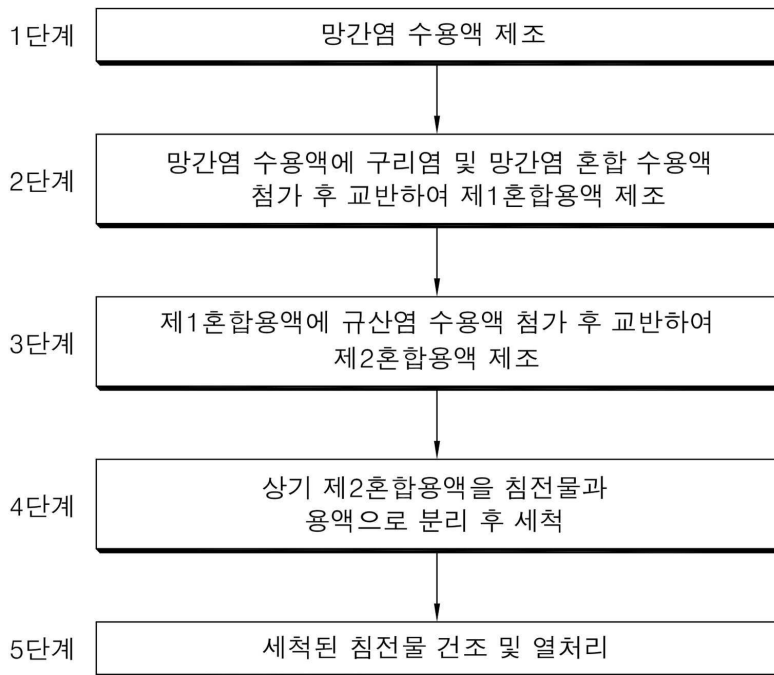 1단계
망간염 수용액 제조
2단계
망간염 수용액에 구리염 및 망간염 혼합 수용액
첨가 후 교반하여 제1혼합용액 제조
3단계
제1혼합용액에 규산염 수용액 첨가 후 교반하여
제2혼합용액 제조
4단계
상기 제2혼합용액을 침전물과
용액으로 분리 후 세척
5단계
세척된 침전물 건조 및 열처리